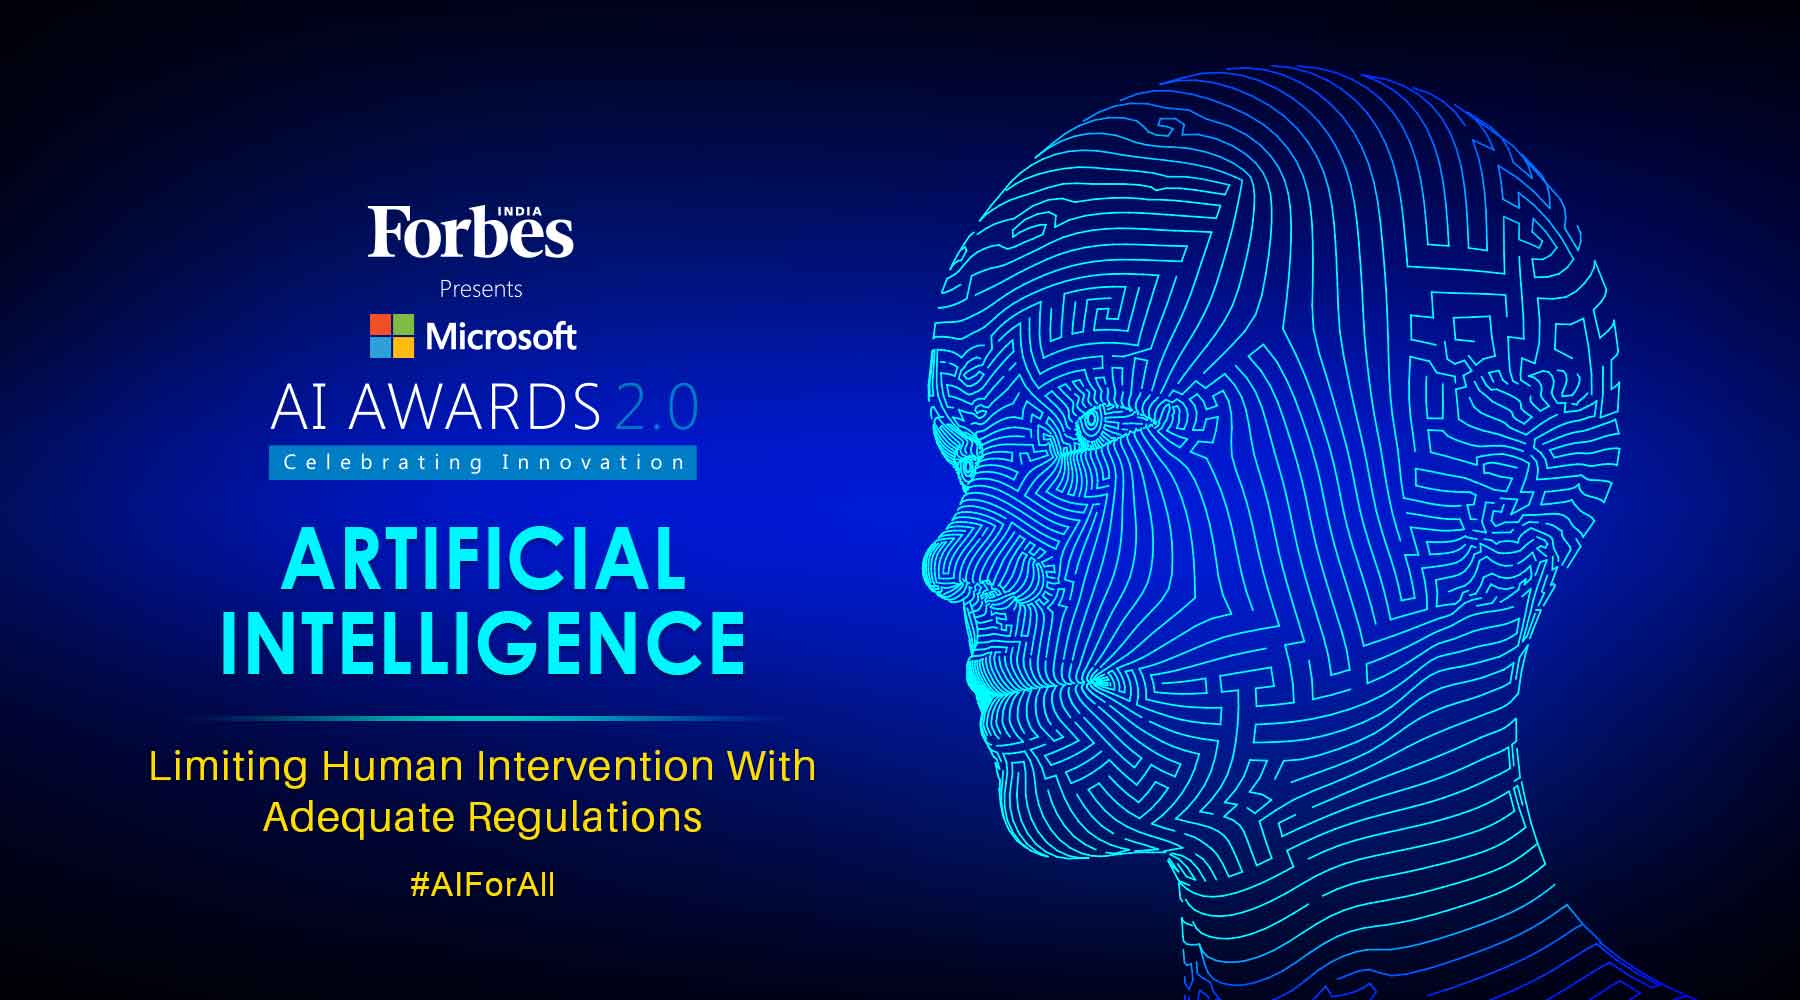 Forbes INDIA
Presents
Microsoft
AI AWARDS 2.0
Celebrating Innovation
ARTIFICIAL
INTELLIGENCE
Limiting Human Intervention With
Adequate Regulations
#AIForAll